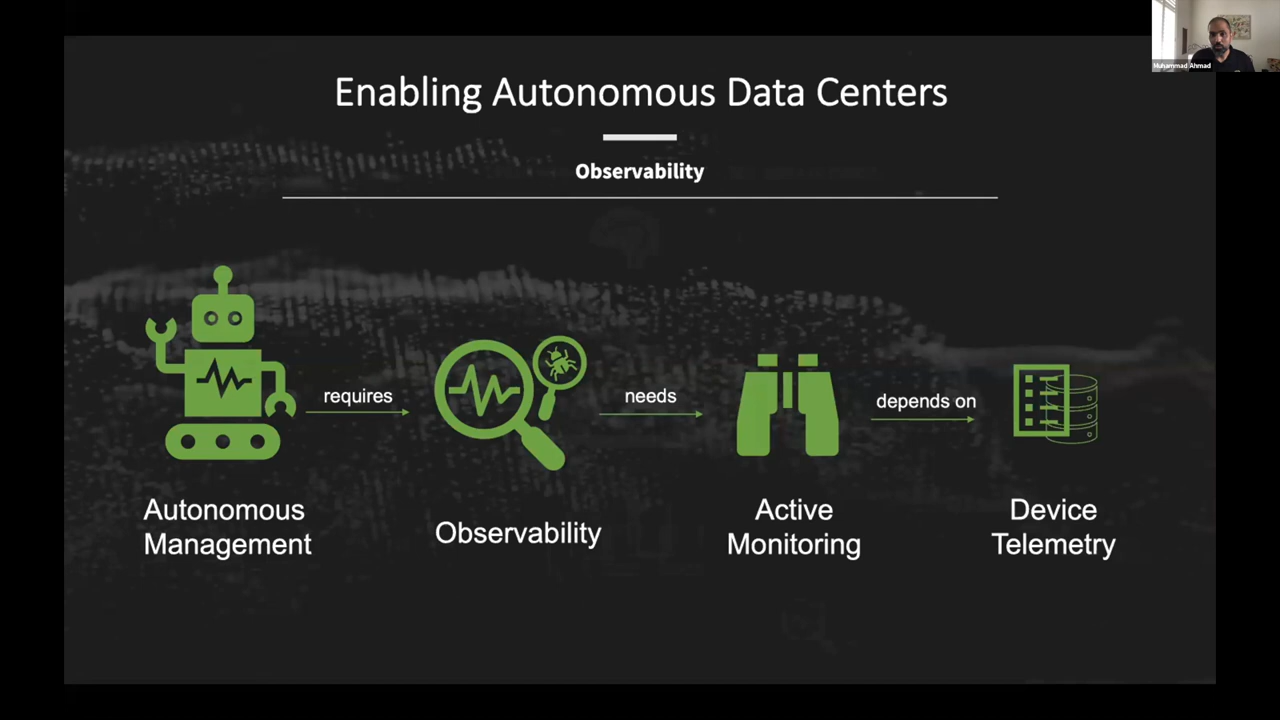 Muhammad Ahmad
Enabling Autonomous Data Centers
Observability
requires
needs
depends on
Autonomous
Management
Observability
Active
Monitoring
Device
Telemetry